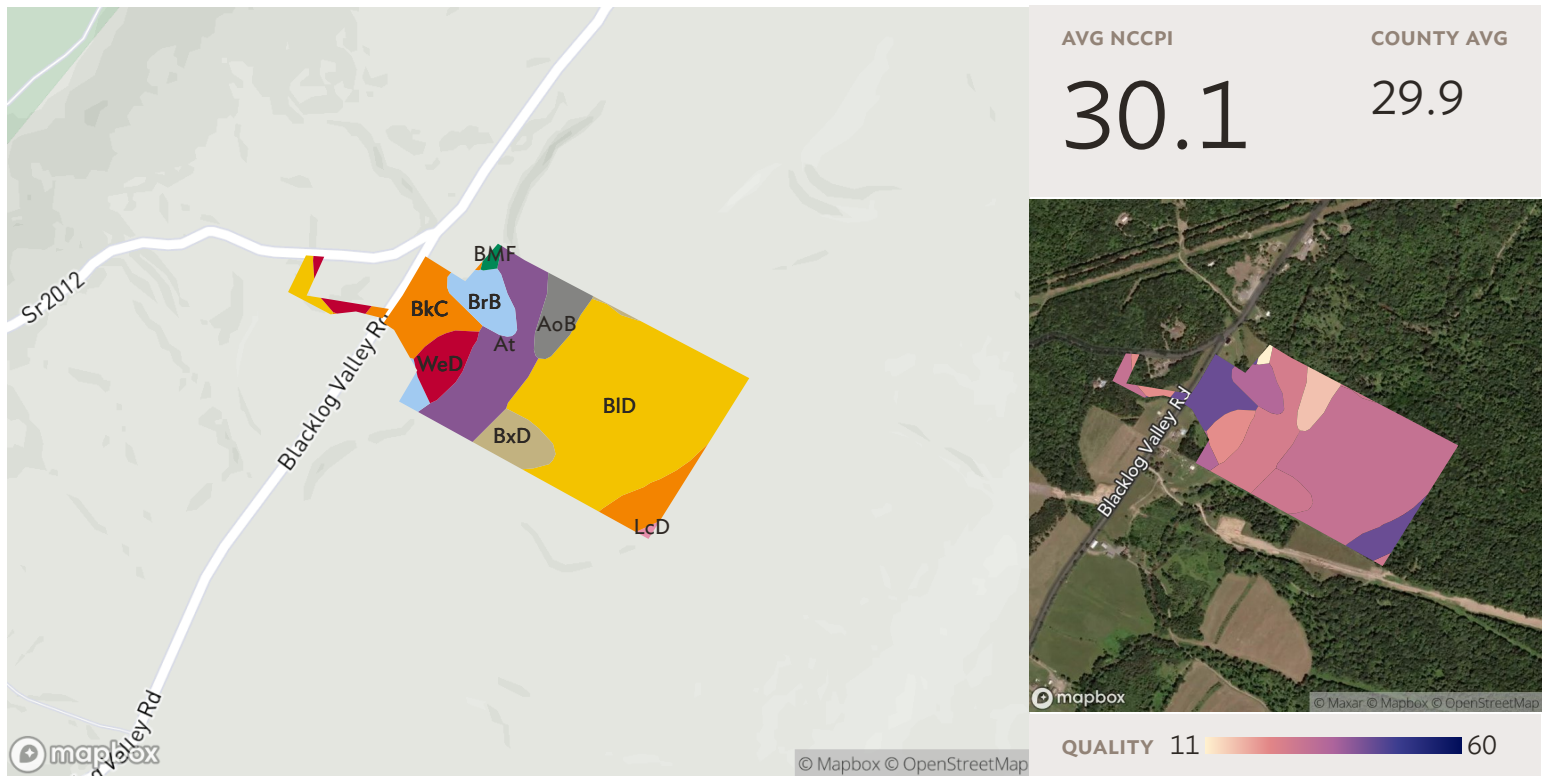 Sr2012
BMF
BkC
BrB
AoB
At
WeD
BlD
BxD
LcD
Blacklog Valley Rd
Valley Rd
mapbox
© Mapbox © OpenStreetMap
AVG NCCPI
COUNTY AVG
30.1
29.9
Blacklog Valley Rd
mapbox
© Maxar © Mapbox © OpenStreetMap
QUALITY 11 60